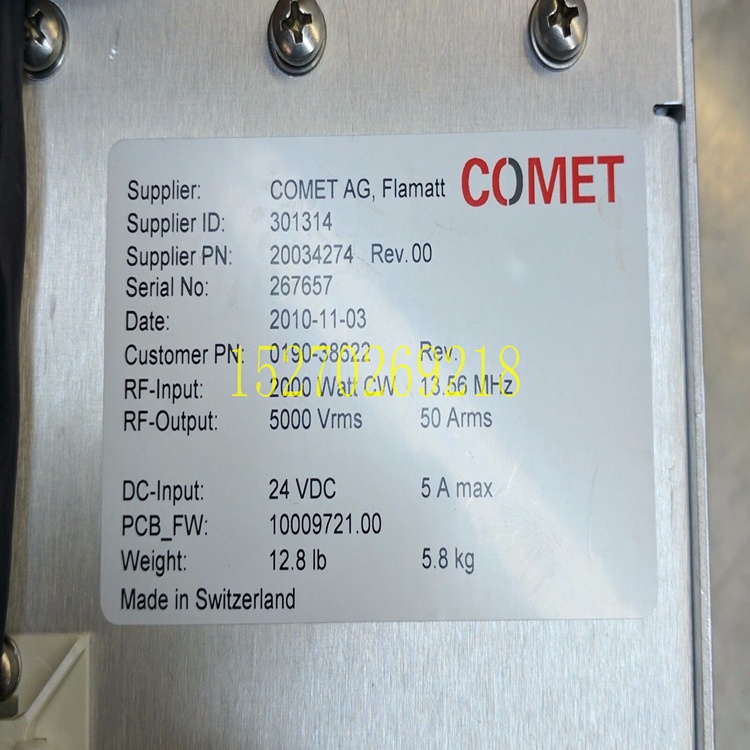 COMET
Supplier: COMET AG, Flamatt
Supplier ID: 301314
Supplier PN: 20034274 Rev.00
Serial No: 267657
Date: 2010-11-03
Customer PN: 0190-38622 Rev.
15270269218
RF-Input: 2000 Watt CW 13.56 MHz
RF-Output: 5000 Vrms 50 Arms
DC-Input: 24 VDC 5 A max
PCB_FW: 10009721.00
Weight: 12.8 lb 5.8 kg
Made in Switzerland